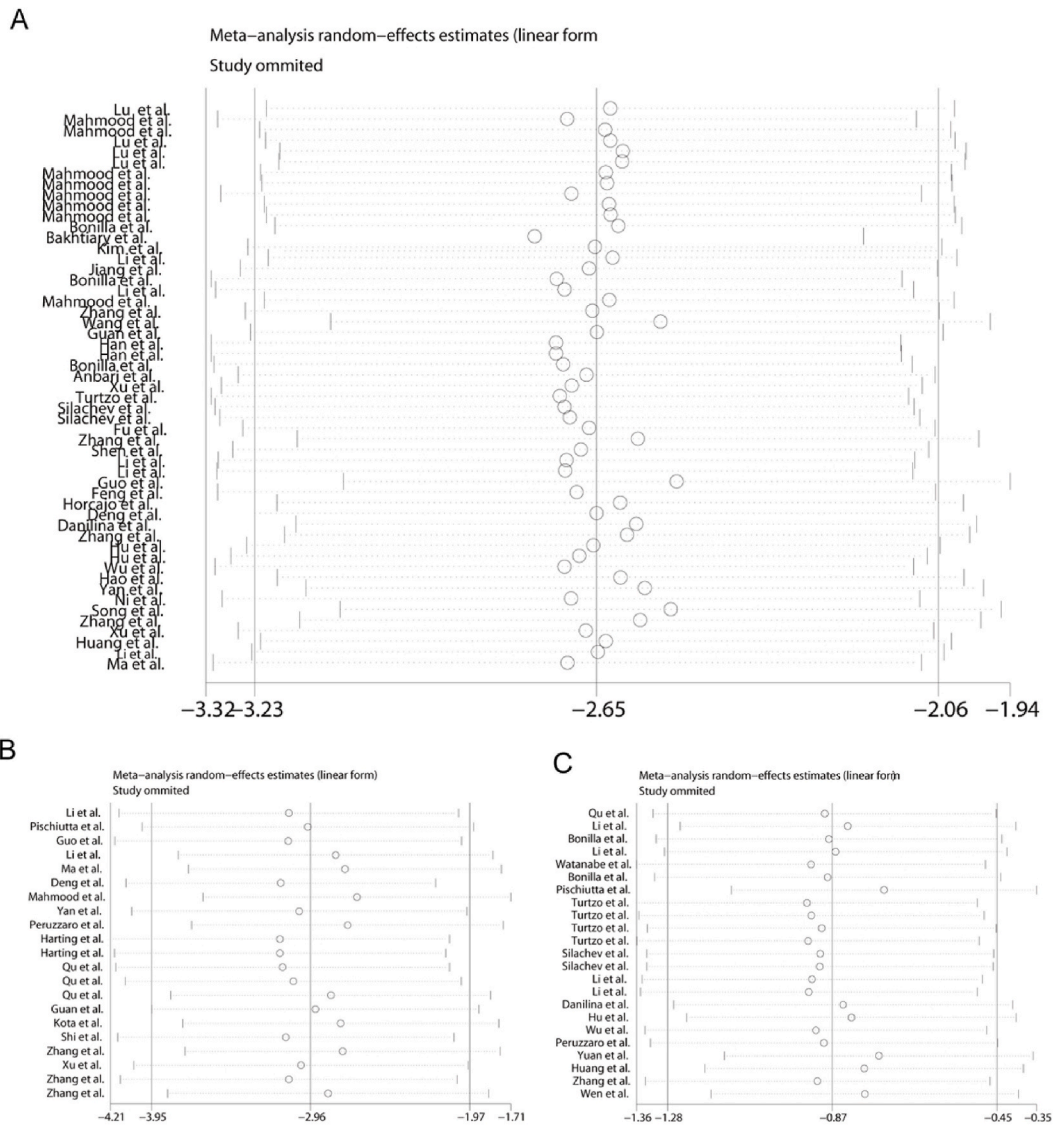 A
Meta−analysis random−effects estimates (linear form
Study ommited
Lu et al.
Mahmood et al.
Mahmood et al.
Lu et al.
Lu et al.
Lu et al.
Mahmood et al.
Mahmood et al.
Mahmood et al.
Mahmood et al.
Mahmood et al.
Bonilla et al.
Bakhtiary et al.
Kim et al.
Li et al.
Jiang et al.
Bonilla et al.
Li et al.
Mahmood et al.
Zhang et al.
Wang et al.
Guan et al.
Han et al.
Han et al.
Bonilla et al.
Anbari et al.
Xu et al.
Turtzo et al.
Silachev et al.
Silachev et al.
Fu et al.
Zhang et al.
Shen et al.
Li et al.
Li et al.
Guo et al.
Feng et al.
Horcajo et al.
Deng et al.
Danilina et al.
Zhang et al.
Hu et al.
Hu et al.
Wu et al.
Hao et al.
Yan et al.
Ni et al.
Song et al.
Zhang et al.
Xu et al.
Huang et al.
Li et al.
Ma et al.
−3.32 −3.23 −2.65 −2.06 −1.94
B
Meta−analysis random−effects estimates (linear form)
Study ommited
Li et al.
Pischiutta et al.
Guo et al.
Li et al.
Ma et al.
Deng et al.
Mahmood et al.
Yan et al.
Peruzzaro et al.
Harting et al.
Harting et al.
Qu et al.
Qu et al.
Qu et al.
Guan et al.
Kota et al.
Shi et al.
Zhang et al.
Xu et al.
Zhang et al.
Zhang et al.
−4.21 −3.95 −2.96 −1.97 −1.71
C
Meta−analysis random−effects estimates (linear form)
Study ommited
Qu et al.
Li et al.
Bonilla et al.
Li et al.
Watanabe et al.
Bonilla et al.
Pischiutta et al.
Turtzo et al.
Turtzo et al.
Turtzo et al.
Turtzo et al.
Silachev et al.
Silachev et al.
Li et al.
Li et al.
Danilina et al.
Hu et al.
Wu et al.
Peruzzaro et al.
Yuan et al.
Huang et al.
Zhang et al.
Wen et al.
−1.36 −1.28 −0.87 −0.45 −0.35